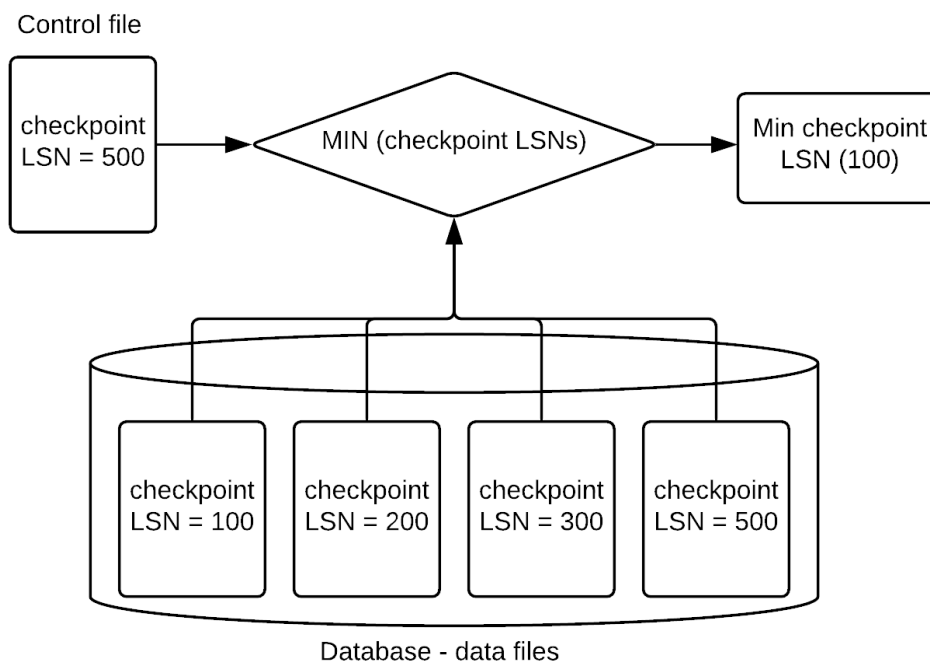 Control file
checkpoint
LSN = 500
MIN (checkpoint LSNs)
Min checkpoint
LSN (100)
checkpoint
LSN = 100
checkpoint
LSN = 200
checkpoint
LSN = 300
checkpoint
LSN = 500
Database - data files